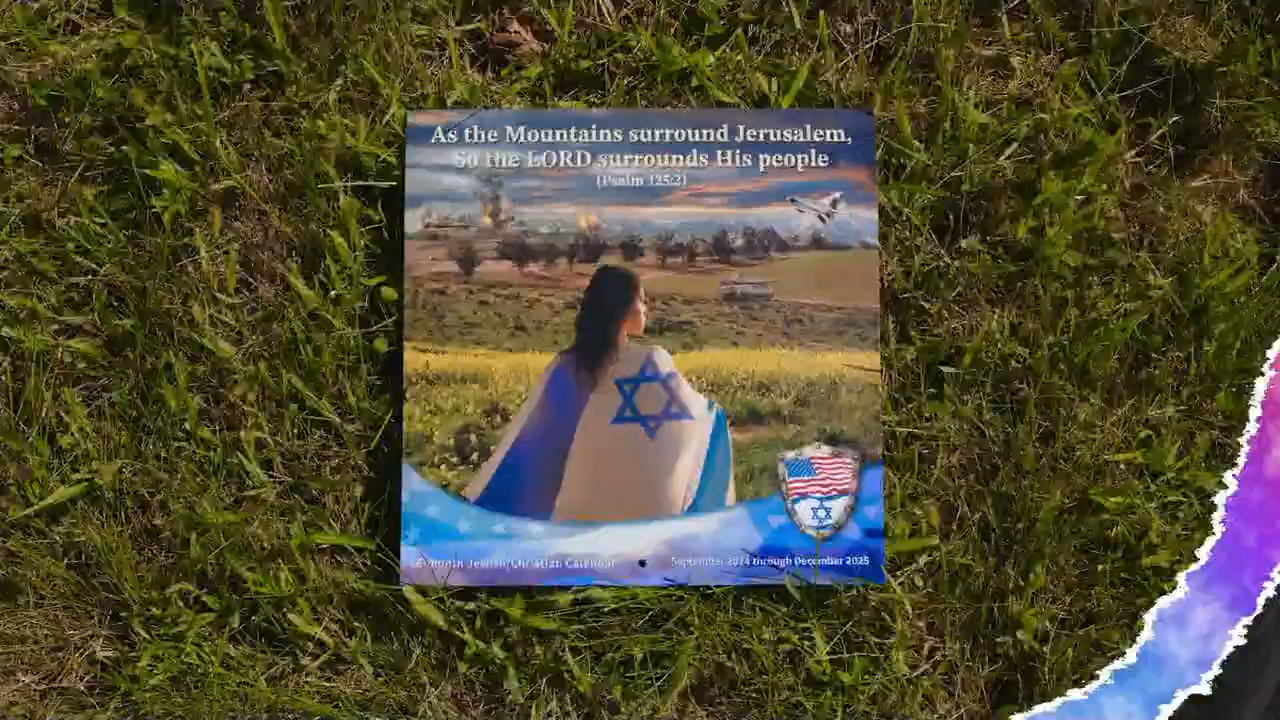 As the Mountains surround Jerusalem,
So the LORD surrounds His people
(Psalm 125:2)
Jewish/Christian Calendar
September 2024 through December 2025